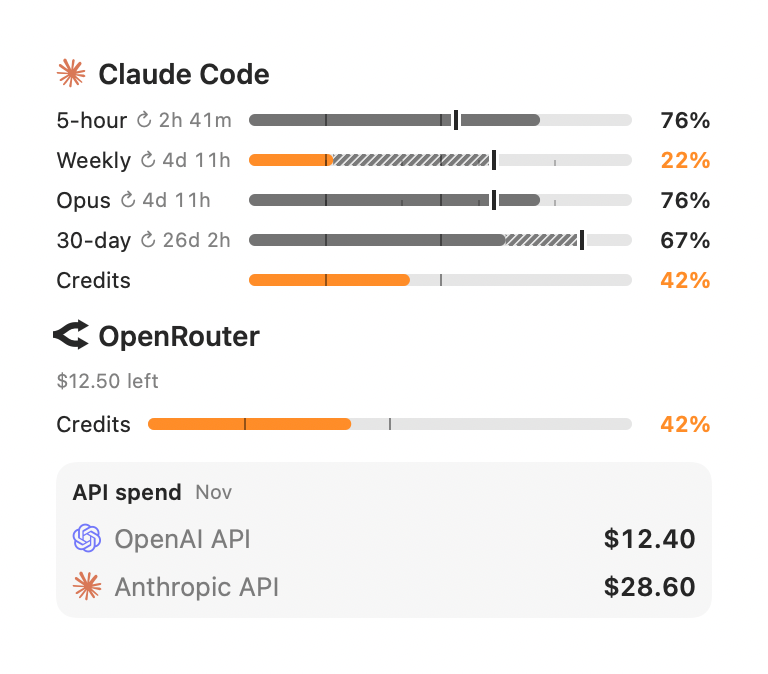 Claude Code
5-hour 2h 41m 76%
Weekly 4d 11h 22%
Opus 4d 11h 76%
30-day 26d 2h 67%
Credits 42%
OpenRouter
$12.50 left
Credits 42%
API spend Nov
OpenAI API $12.40
Anthropic API $28.60